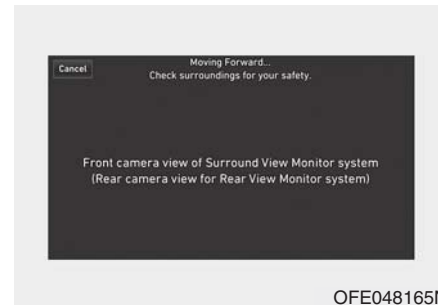 Cancel
Moving Forward...
Check surroundings for your safety.
Front camera view of Surround View Monitor system
(Rear camera view for Rear View Monitor system)
OFE048165N